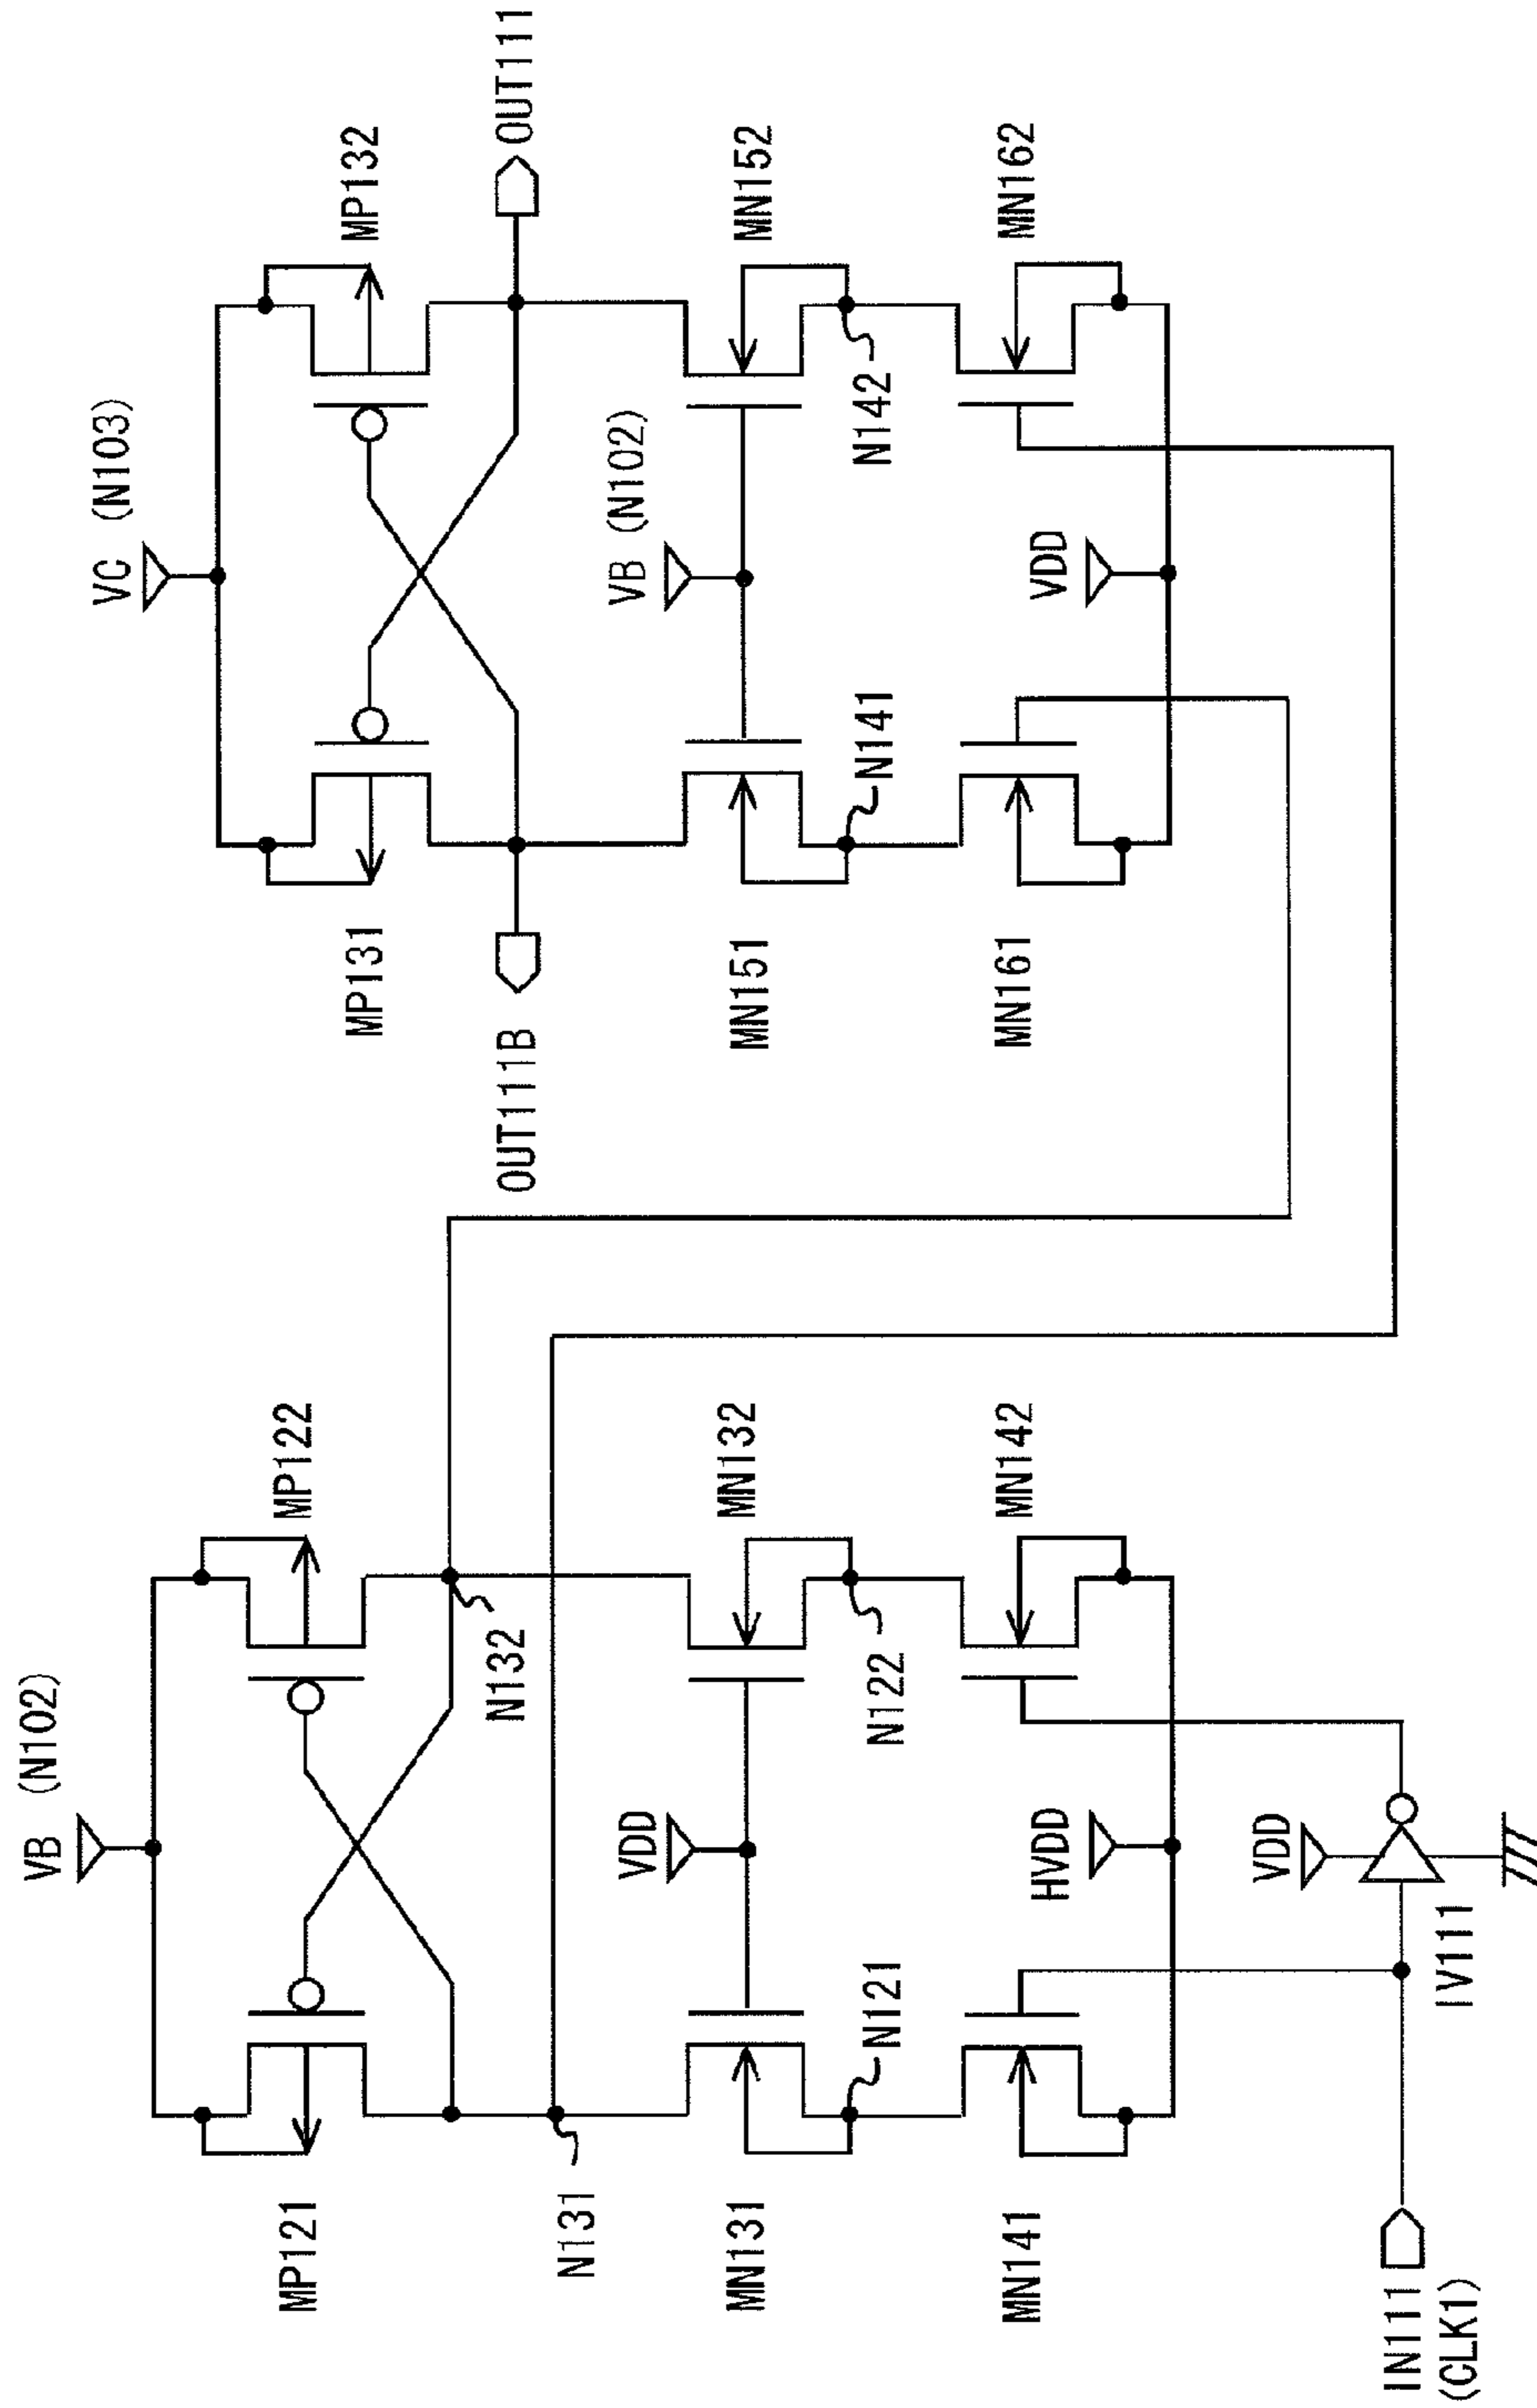 VB (N102)
MP121
MP122
N131
N132
VDD
MN131
MN132
N121
N122
MN141
MN142
HVDD
VDD
IN111
(CLK1)
IV111
VC (N103)
MP131
MP132
OUT111B
OUT111
VB (N102)
MN151
MN152
N141
N142
VDD
MN161
MN162